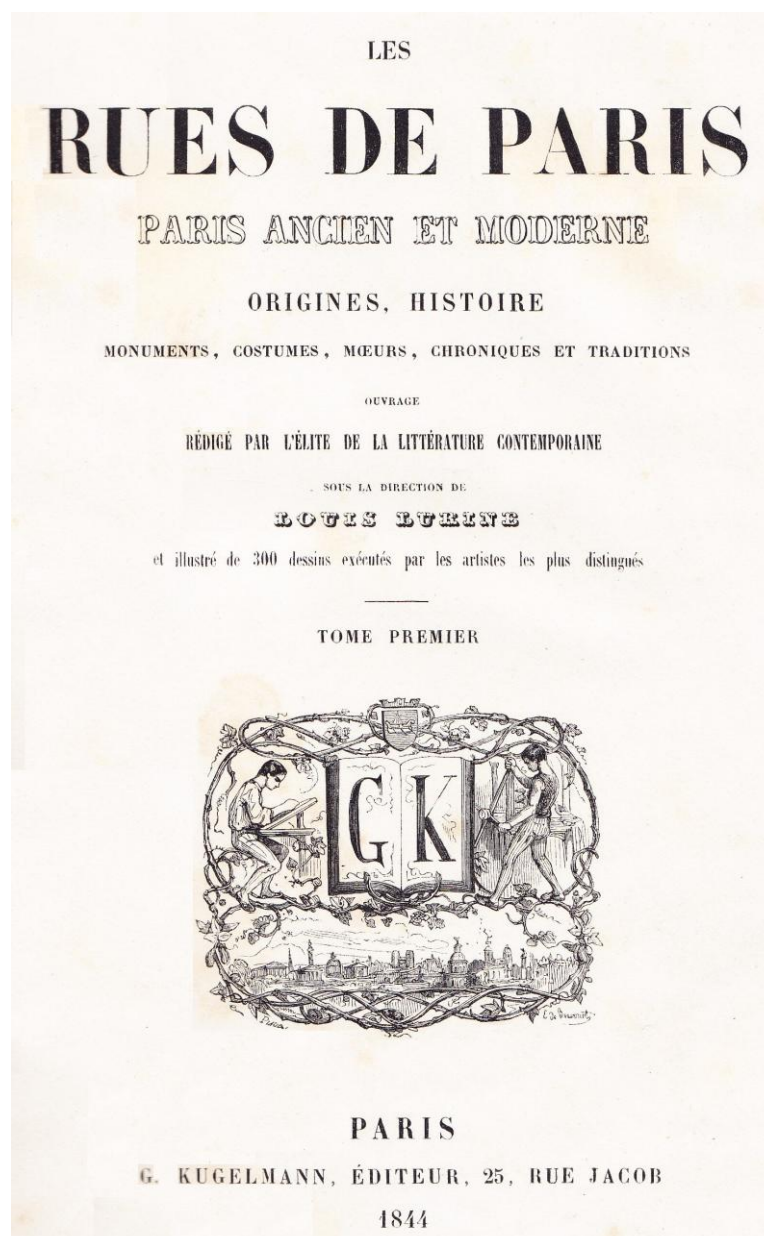 LES
RUES DE PARIS
PARIS ANCIEN ET MODERNE
ORIGINES, HISTOIRE
MONUMENTS, COSTUMES, MŒURS, CHRONIQUES ET TRADITIONS
OUVRAGE
RÉDIGÉ PAR L'ÉLITE DE LA LITTÉRATURE CONTEMPORAINE
SOUS LA DIRECTION DE
LOUIS LURINE
et illustré de 300 dessins exécutés par les artistes les plus distingués
TOME PREMIER
G K
PARIS
G. KUGELMANN, ÉDITEUR, 25, RUE JACOB
1844